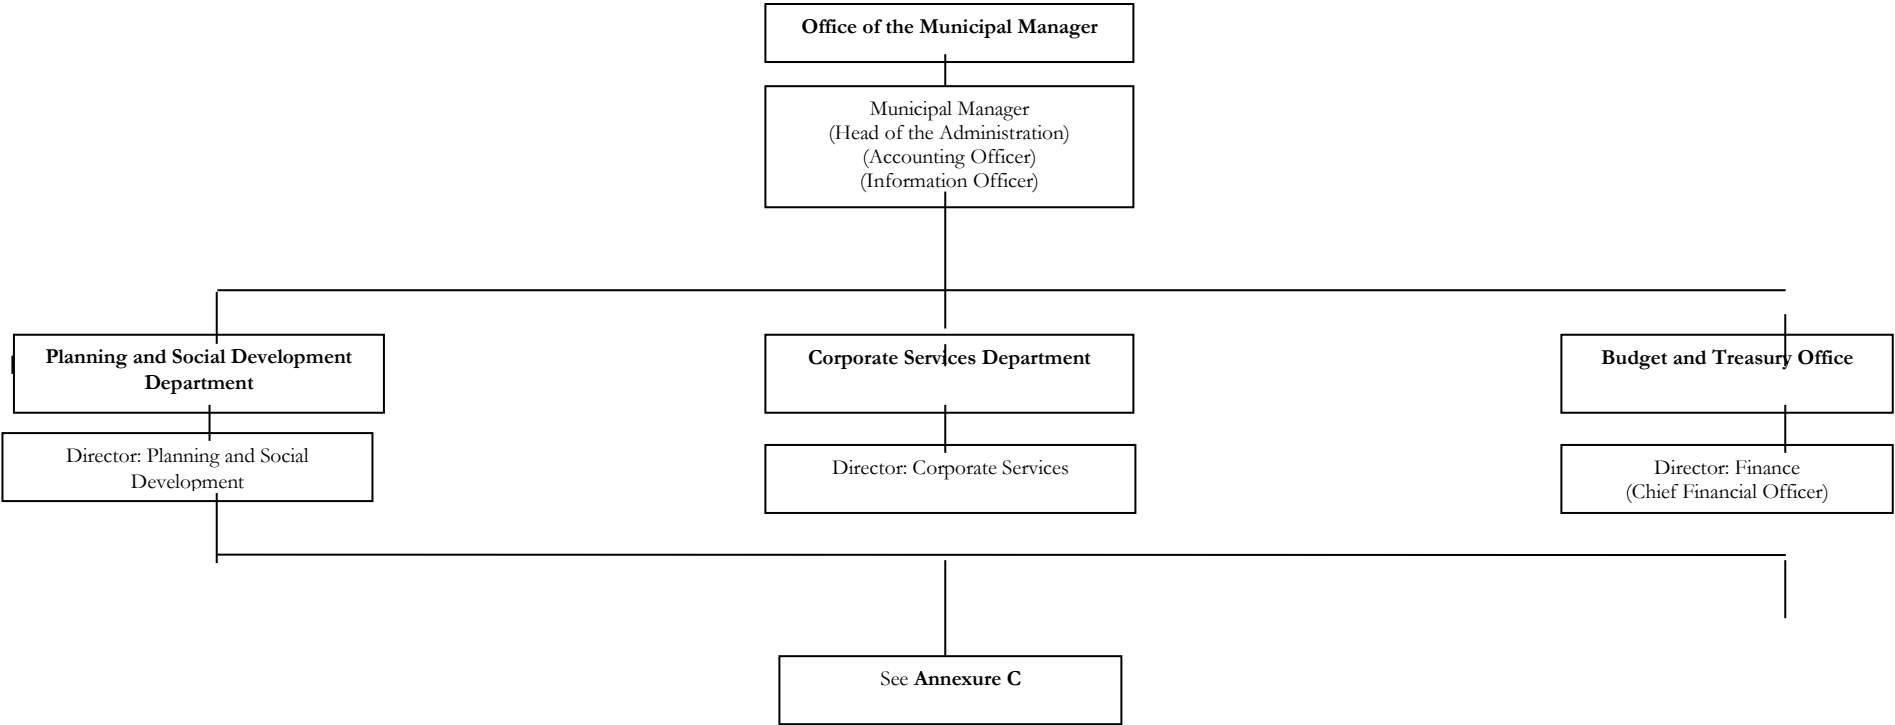 Office of the Municipal Manager
Municipal Manager
(Head of the Administration)
(Accounting Officer)
(Information Officer)
Planning and Social Development
Department
Corporate Services Department
Budget and Treasury Office
Director: Planning and Social
Development
Director: Corporate Services
Director: Finance
(Chief Financial Officer)
See Annexure C